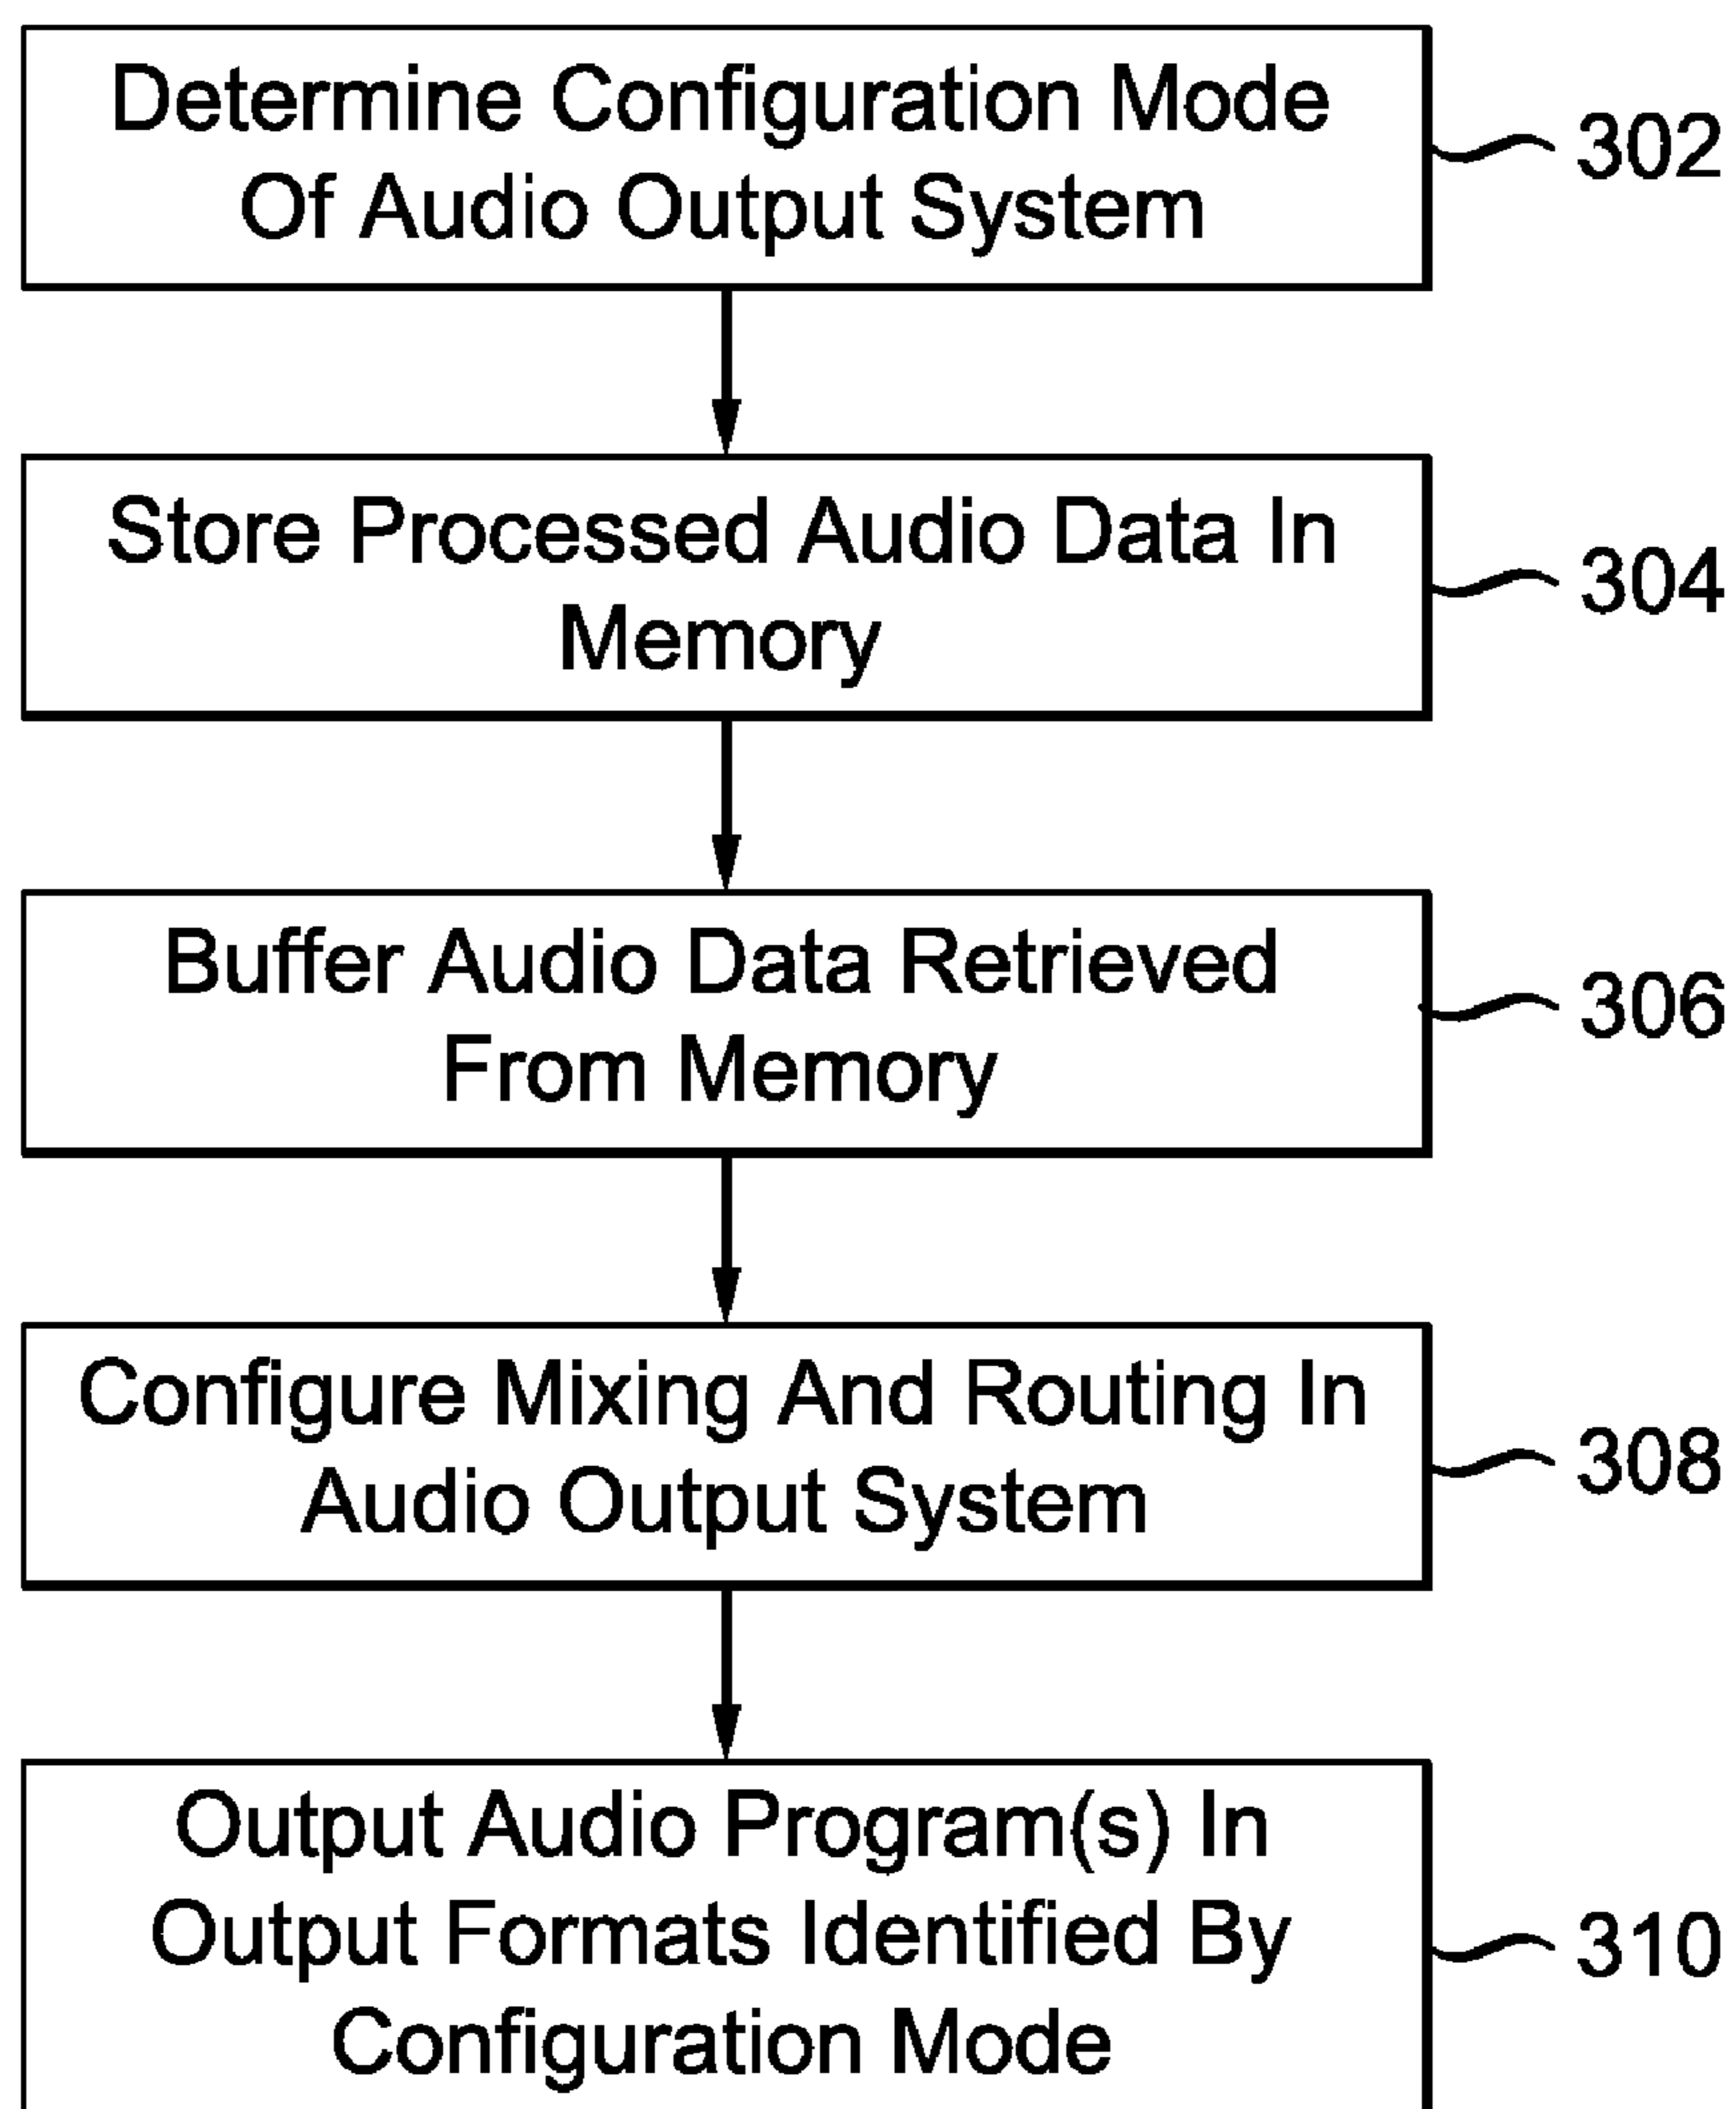 Determine Configuration Mode
Of Audio Output System
302
Store Processed Audio Data In
Memory
304
Buffer Audio Data Retrieved
From Memory
306
Configure Mixing And Routing In
Audio Output System
308
Output Audio Program(s) In
Output Formats Identified By
Configuration Mode
310